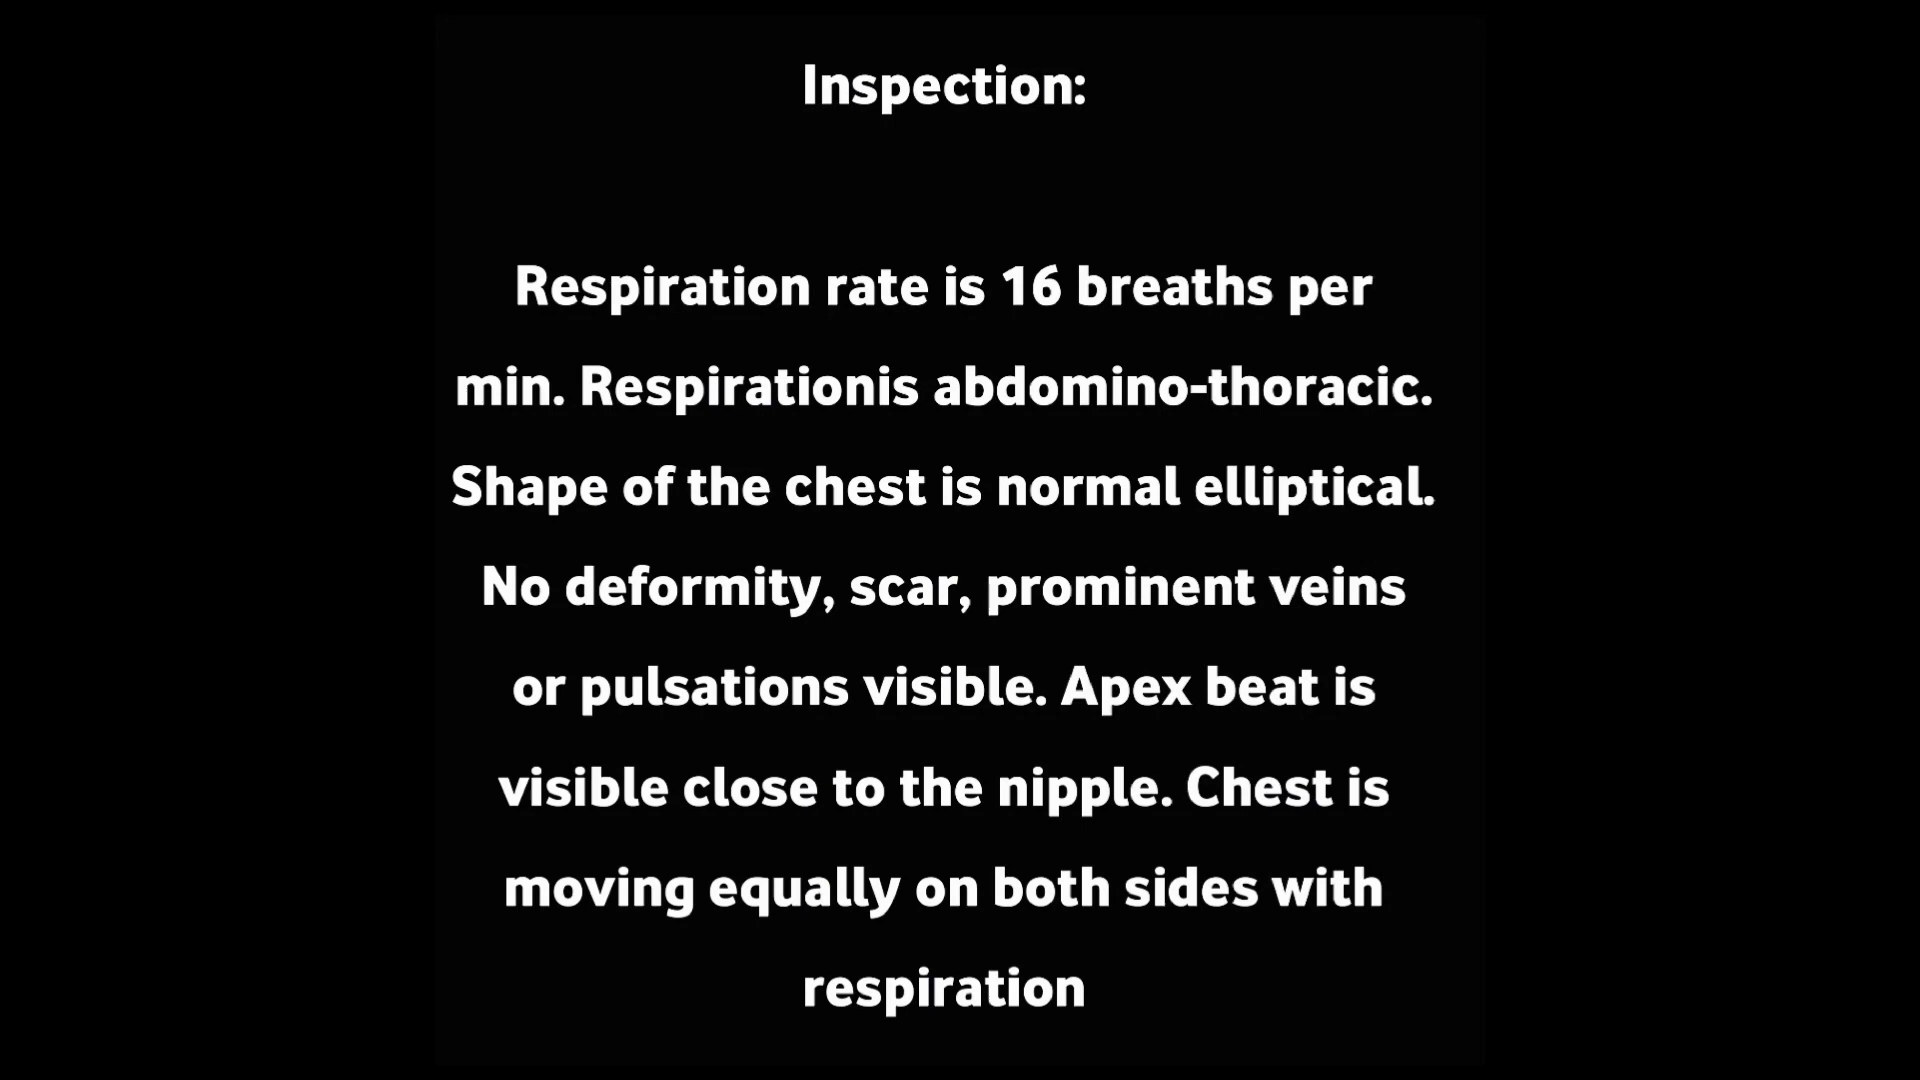 Inspection:
Respiration rate is 16 breaths per
min. Respirationis abdomino-thoracic.
Shape of the chest is normal elliptical.
No deformity, scar, prominent veins
or pulsations visible. Apex beat is
visible close to the nipple. Chest is
moving equally on both sides with
respiration